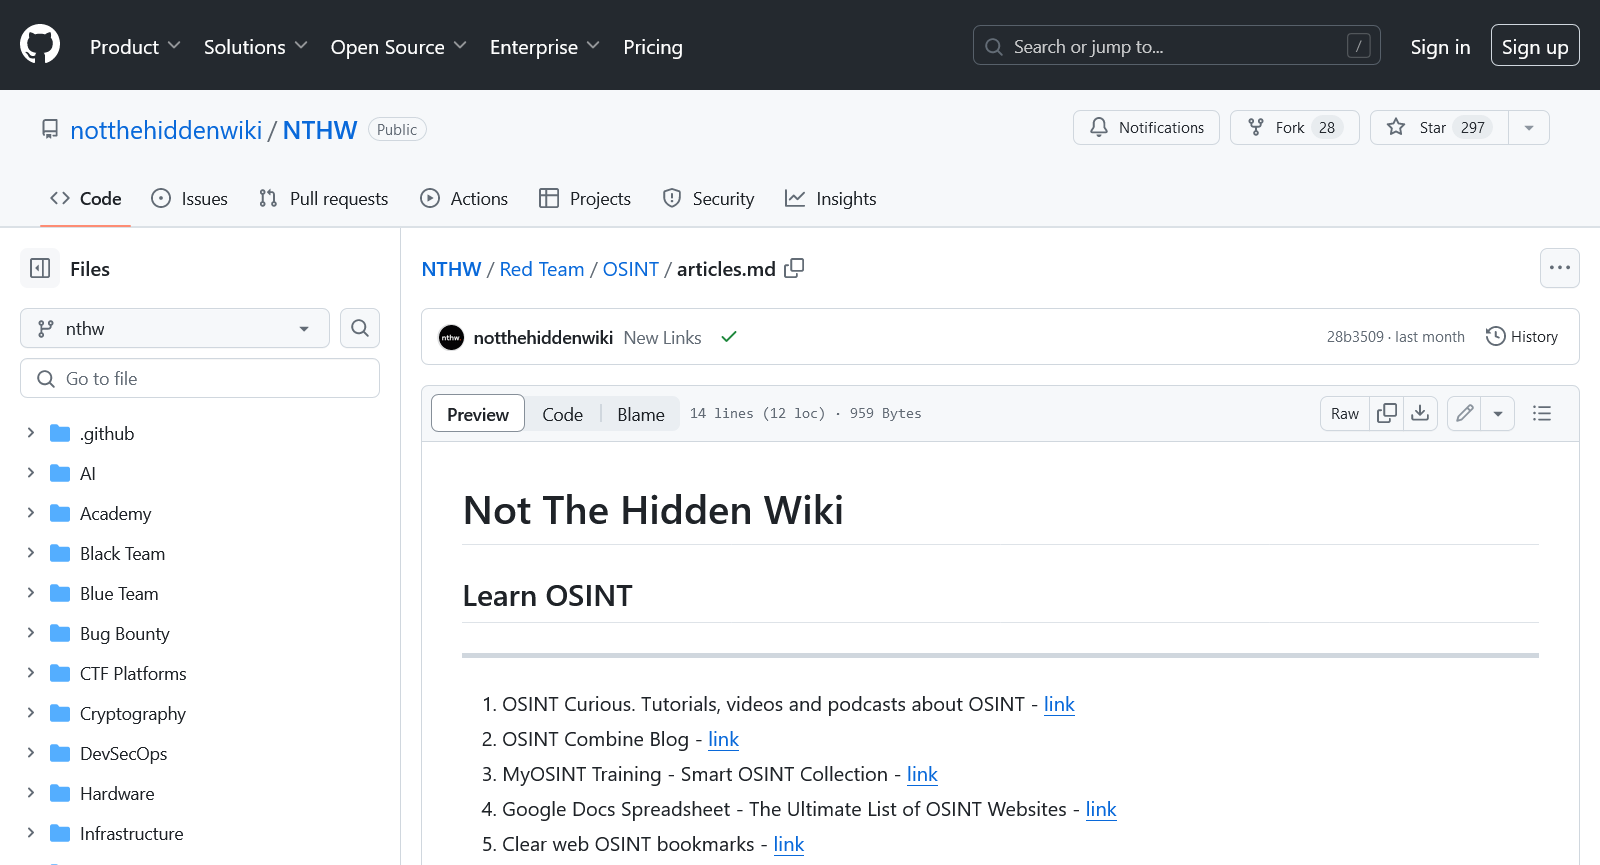 Product Solutions Open Source Enterprise Pricing Search or jump to... / Sign in Sign up
notthehiddenwiki / NTHW Public Notifications Fork 28 Star 297
Code Issues Pull requests Actions Projects Security Insights
Files
nthw
Go to file
.github
AI
Academy
Black Team
Blue Team
Bug Bounty
CTF Platforms
Cryptography
DevSecOps
Hardware
Infrastructure
NTHW / Red Team / OSINT / articles.md
nthw notthehiddenwiki New Links 28b3509 · last month History
Preview Code Blame 14 lines (12 loc) · 959 Bytes Raw
Not The Hidden Wiki
Learn OSINT
1. OSINT Curious. Tutorials, videos and podcasts about OSINT - link
2. OSINT Combine Blog - link
3. MyOSINT Training - Smart OSINT Collection - link
4. Google Docs Spreadsheet - The Ultimate List of OSINT Websites - link
5. Clear web OSINT bookmarks - link